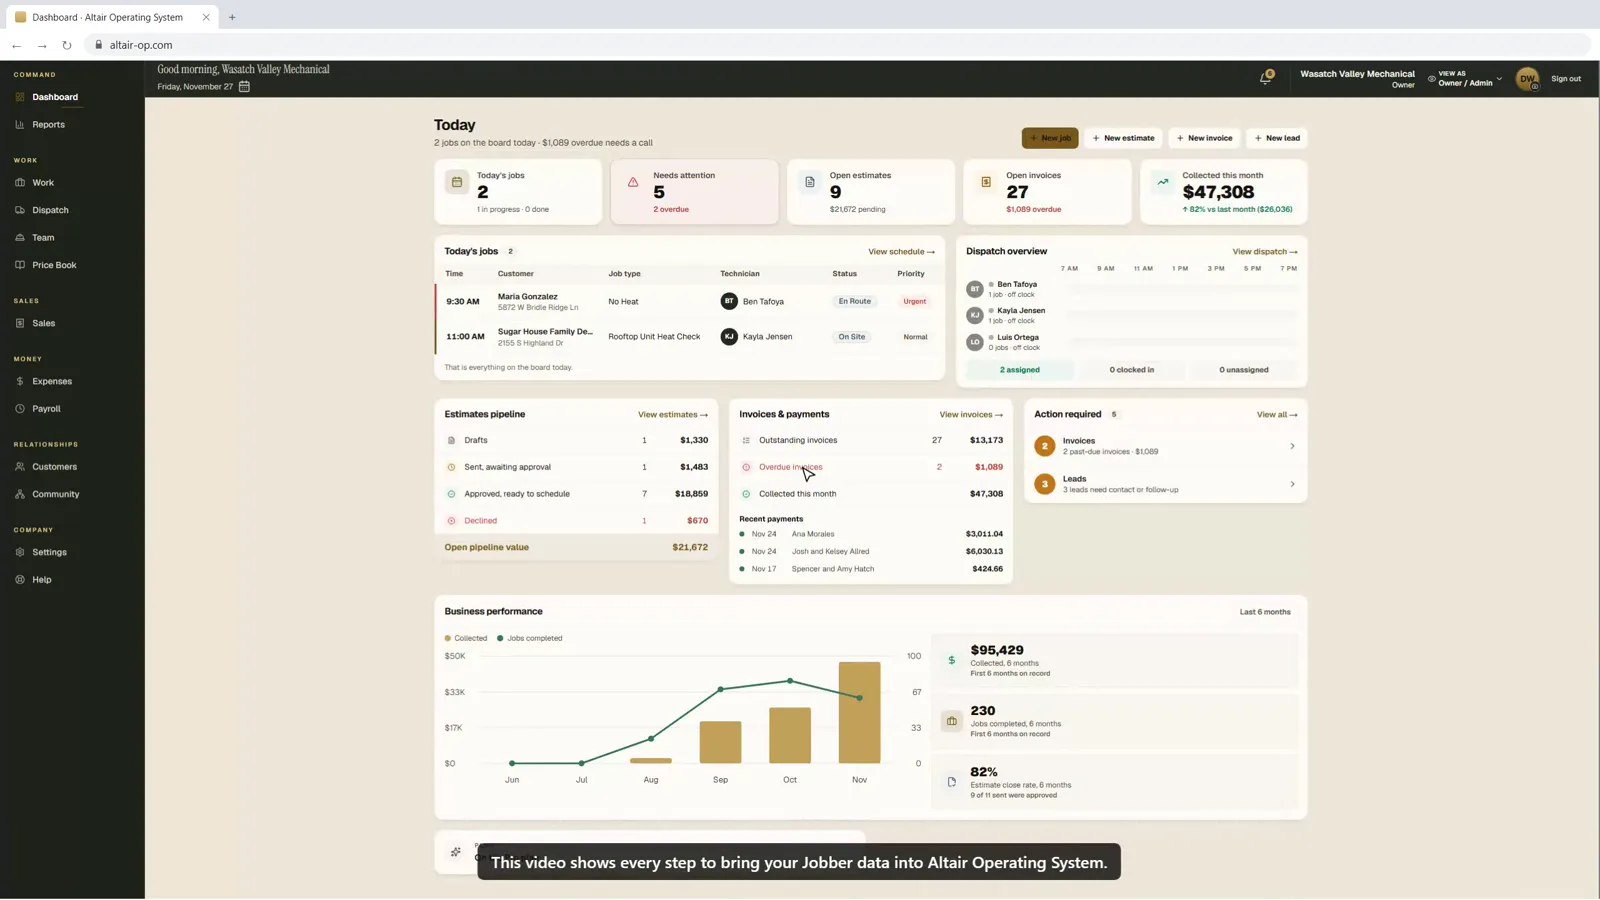 Dashboard · Altair Operating System
altair-op.com
COMMAND
Dashboard
Reports
WORK
Work
Dispatch
Team
Price Book
SALES
Sales
MONEY
Expenses
Payroll
RELATIONSHIPS
Customers
Community
COMPANY
Settings
Help
Good morning, Wasatch Valley Mechanical
Friday, November 27
6
Wasatch Valley Mechanical
Owner
VIEW AS
Owner / Admin
DW
Sign out
Today
2 jobs on the board today · $1,089 overdue needs a call
+ New job
+ New estimate
+ New invoice
+ New lead
Today's jobs
2
1 in progress · 0 done
Needs attention
5
2 overdue
Open estimates
9
$21,672 pending
Open invoices
27
$1,089 overdue
Collected this month
$47,308
↑ 82% vs last month ($26,036)
Today's jobs 2
View schedule →
Time Customer Job type Technician Status Priority
9:30 AM Maria Gonzalez No Heat BT Ben Tafoya En Route Urgent
5872 W Bridle Ridge Ln
11:00 AM Sugar House Family De... Rooftop Unit Heat Check KJ Kayla Jensen On Site Normal
2155 S Highland Dr
That is everything on the board today.
Dispatch overview
View dispatch →
7 AM 9 AM 11 AM 1 PM 3 PM 5 PM 7 PM
BT Ben Tafoya
1 job · off clock
KJ Kayla Jensen
1 job · off clock
LO Luis Ortega
0 jobs · off clock
2 assigned 0 clocked in 0 unassigned
Estimates pipeline View estimates →
Drafts 1 $1,330
Sent, awaiting approval 1 $1,483
Approved, ready to schedule 7 $18,859
Declined 1 $670
Open pipeline value $21,672
Invoices & payments View invoices →
Outstanding invoices 27 $13,173
Overdue invoices 2 $1,089
Collected this month $47,308
Recent payments
Nov 24 Ana Morales $3,011.04
Nov 24 Josh and Kelsey Allred $6,030.13
Nov 17 Spencer and Amy Hatch $424.66
Action required 5 View all →
2 Invoices
2 past-due invoices · $1,089
3 Leads
3 leads need contact or follow-up
Business performance
Last 6 months
Collected Jobs completed
$50K 100
$33K 67
$17K 33
$0 0
Jun Jul Aug Sep Oct Nov
$95,429
Collected, 6 months
First 6 months on record
230
Jobs completed, 6 months
First 6 months on record
82%
Estimate close rate, 6 months
9 of 11 sent were approved
This video shows every step to bring your Jobber data into Altair Operating System.